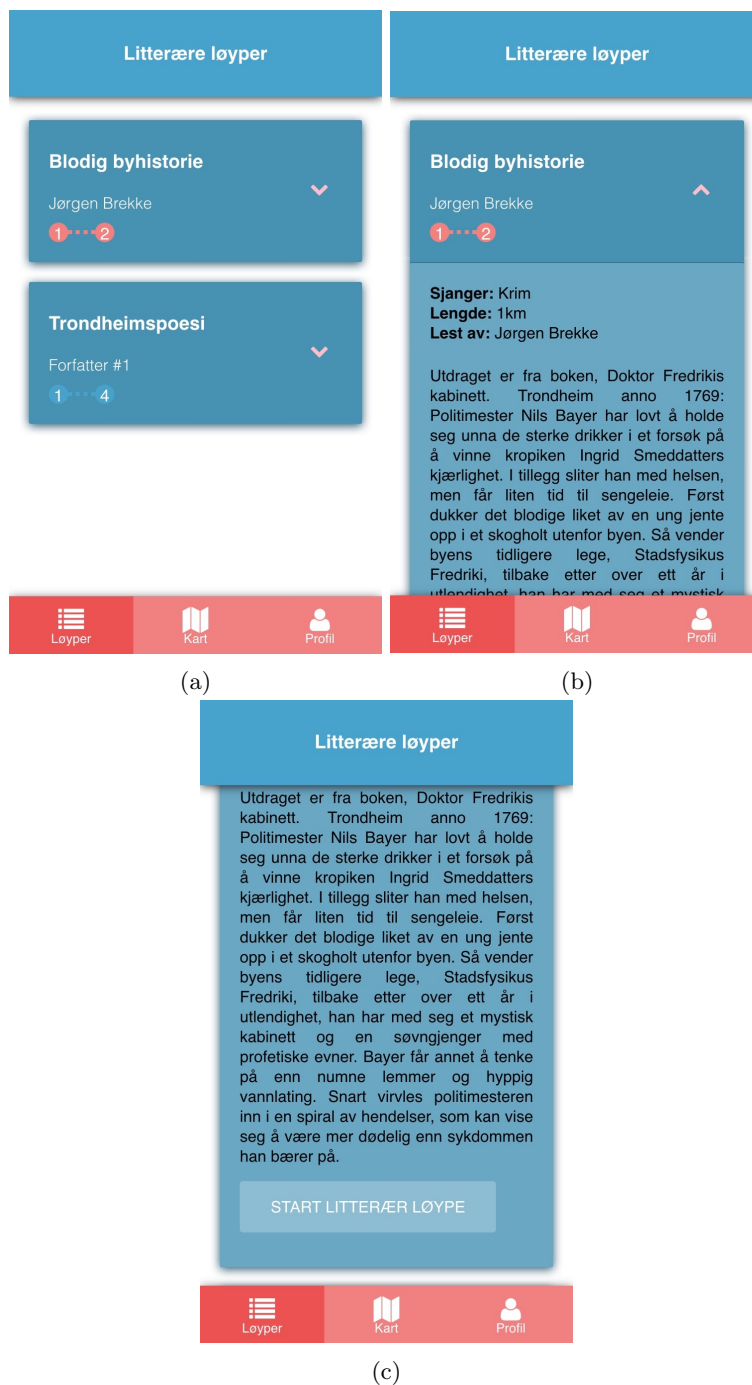 Litterære løyper
Blodig byhistorie
Jørgen Brekke
1 2
Trondheimspoesi
Forfatter #1
1 4
Løyper Kart Profil
(a)
Litterære løyper
Blodig byhistorie
Jørgen Brekke
1 2
Sjanger: Krim
Lengde: 1km
Lest av: Jørgen Brekke
Utdraget er fra boken, Doktor Fredrikis
kabinett. Trondheim anno 1769:
Politimester Nils Bayer har lovt å holde
seg unna de sterke drikker i et forsøk på
å vinne kropiken Ingrid Smeddatters
kjærlighet. I tillegg sliter han med helsen,
men får liten tid til sengeleie. Først
dukker det blodige liket av en ung jente
opp i et skogholt utenfor byen. Så vender
byens tidligere lege, Stadsfysikus
Fredriki, tilbake etter over ett år i
utlendighet, han har med seg et mystisk
Løyper Kart Profil
(b)
Litterære løyper
Utdraget er fra boken, Doktor Fredrikis
kabinett. Trondheim anno 1769:
Politimester Nils Bayer har lovt å holde
seg unna de sterke drikker i et forsøk på
å vinne kropiken Ingrid Smeddatters
kjærlighet. I tillegg sliter han med helsen,
men får liten tid til sengeleie. Først
dukker det blodige liket av en ung jente
opp i et skogholt utenfor byen. Så vender
byens tidligere lege, Stadsfysikus
Fredriki, tilbake etter over ett år i
utlendighet, han har med seg et mystisk
kabinett og en søvngjenger med
profetiske evner. Bayer får annet å tenke
på enn numne lemmer og hyppig
vannlating. Snart virvles politimesteren
inn i en spiral av hendelser, som kan vise
seg å være mer dødelig enn sykdommen
han bærer på.
START LITTERÆR LØYPE
Løyper Kart Profil
(c)